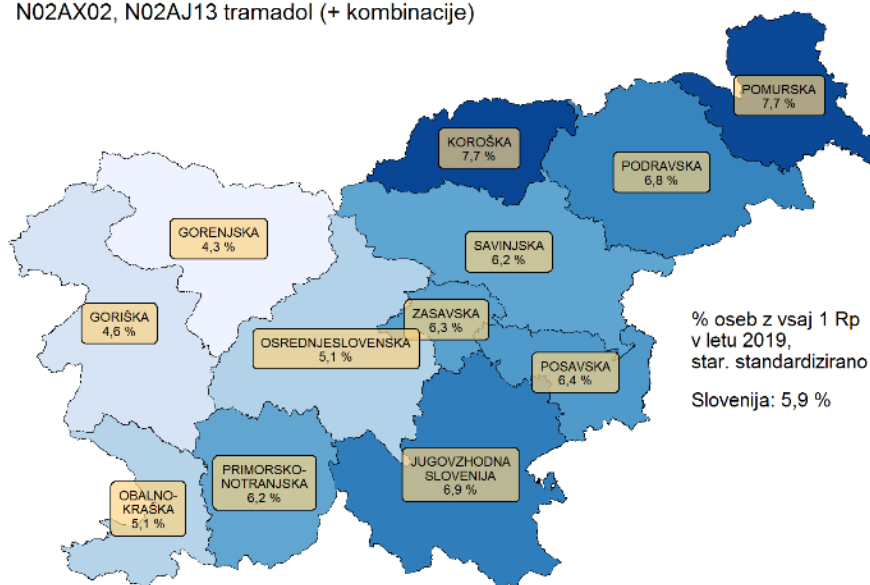 N02AX02, N02AJ13 tramadol (+ kombinacije)
POMURSKA
7,7 %
KOROŠKA
7,7 %
PODRAVSKA
6,8 %
GORENJSKA
4,3 %
SAVINJSKA
6,2 %
GORIŠKA
4,6 %
ZASAVSKA
6,3 %
OSREDNJESLOVENSKA
5,1 %
POSAVSKA
6,4 %
% oseb z vsaj 1 Rp
v letu 2019,
star. standardizirano
Slovenija: 5,9 %
JUGOVZHODNA
SLOVENIJA
6,9 %
PRIMORSKO-
NOTRANJSKA
6,2 %
OBALNO-
KRAŠKA
5,1 %